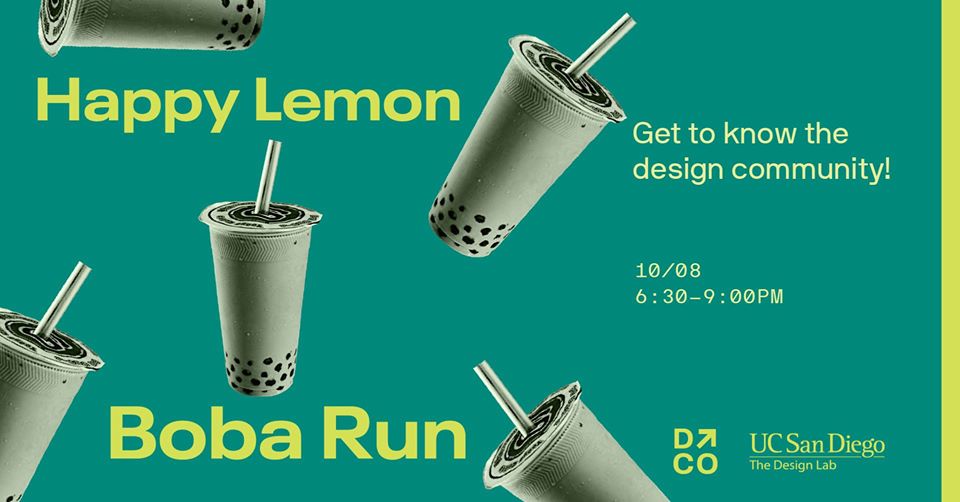 Happy Lemon
Get to know the
design community!
10/08
6:30–9:00PM
Boba Run
D↗
CO
UC San Diego
The Design Lab